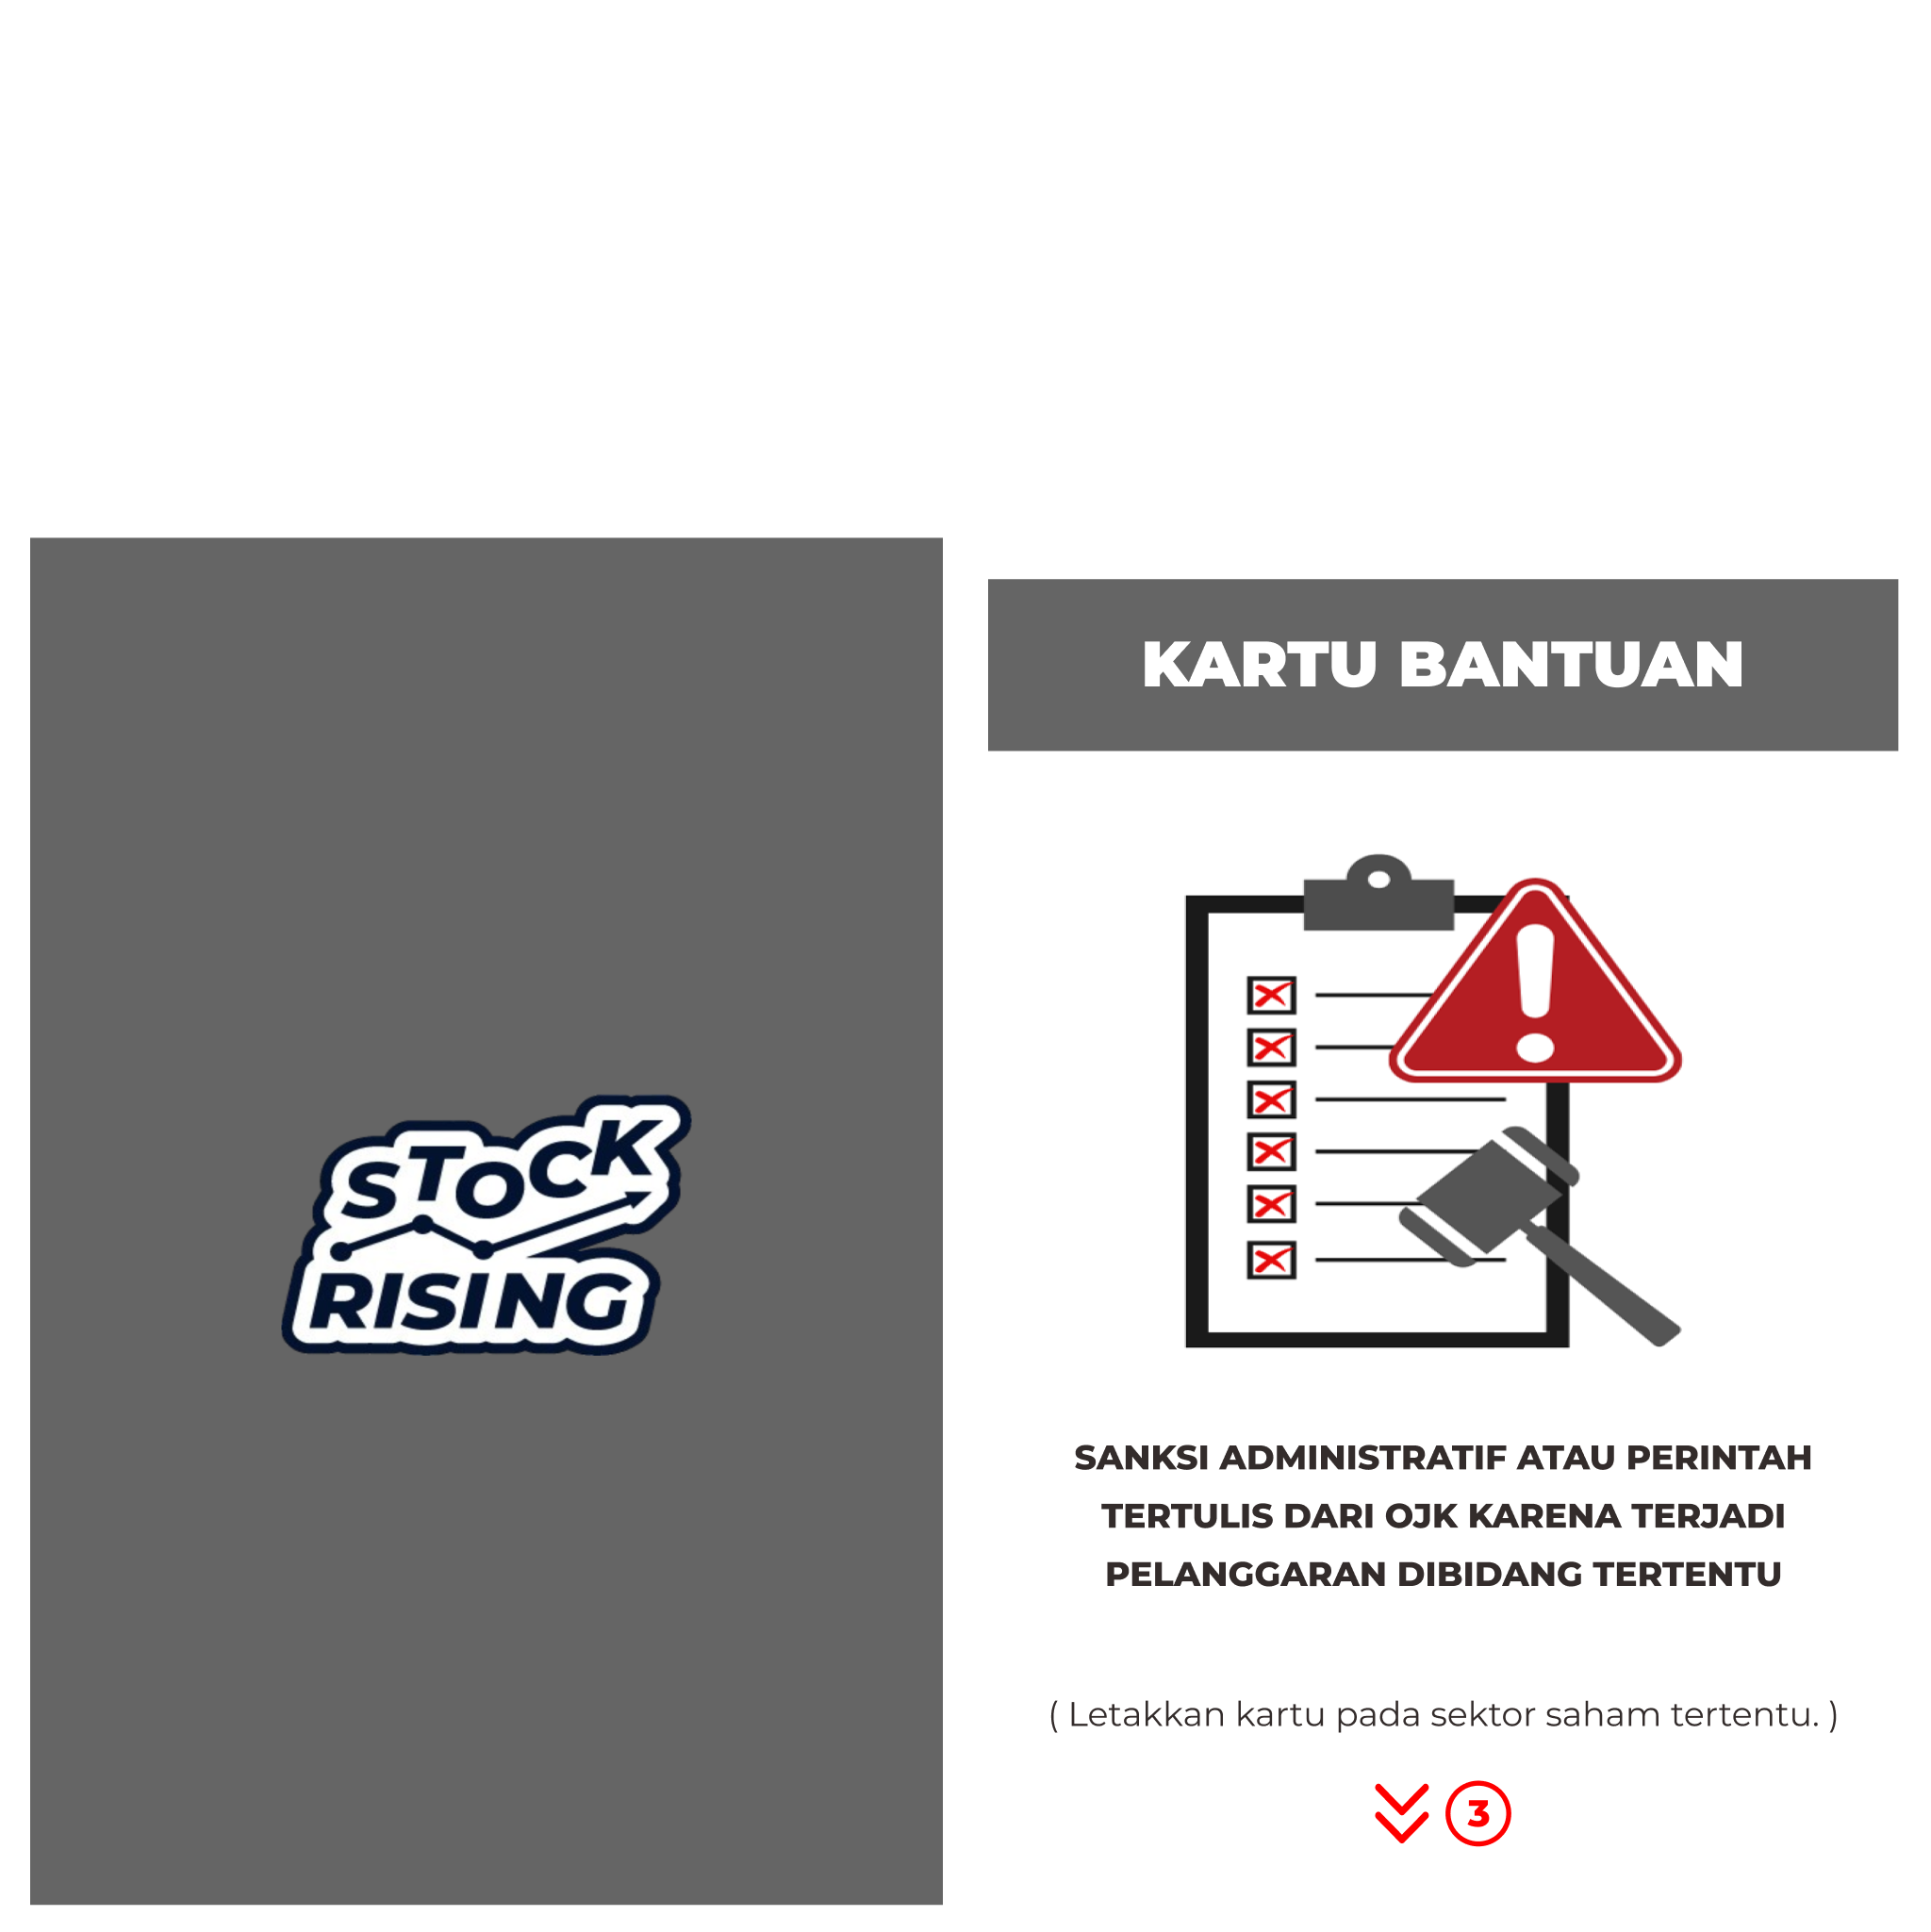 STOCK
RISING
KARTU BANTUAN
SANKSI ADMINISTRATIF ATAU PERINTAH
TERTULIS DARI OJK KARENA TERJADI
PELANGGARAN DIBIDANG TERTENTU
( Letakkan kartu pada sektor saham tertentu. )
3